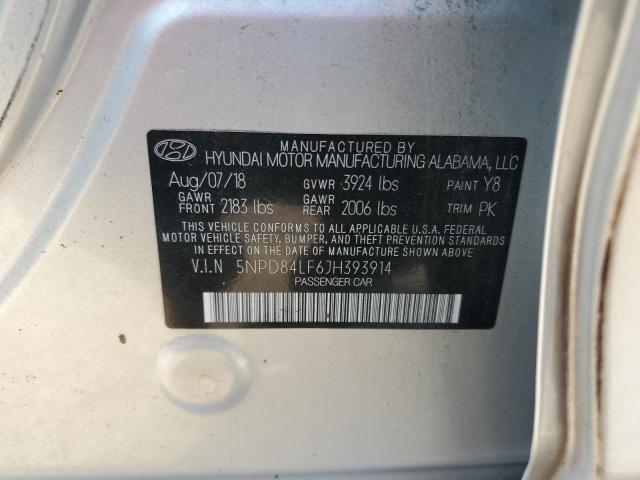 MANUFACTURED BY
HYUNDAI MOTOR MANUFACTURING ALABAMA, LLC
Aug/07/18 GVWR 3924 lbs PAINT Y8
GAWR FRONT 2183 lbs GAWR REAR 2006 lbs TRIM PK
THIS VEHICLE CONFORMS TO ALL APPLICABLE U.S.A. FEDERAL
MOTOR VEHICLE SAFETY, BUMPER, AND THEFT PREVENTION
STANDARDS IN EFFECT ON THE DATE OF MANUFACTURE SHOWN ABOVE
V.I.N 5NPD84LF6JH393914
PASSENGER CAR